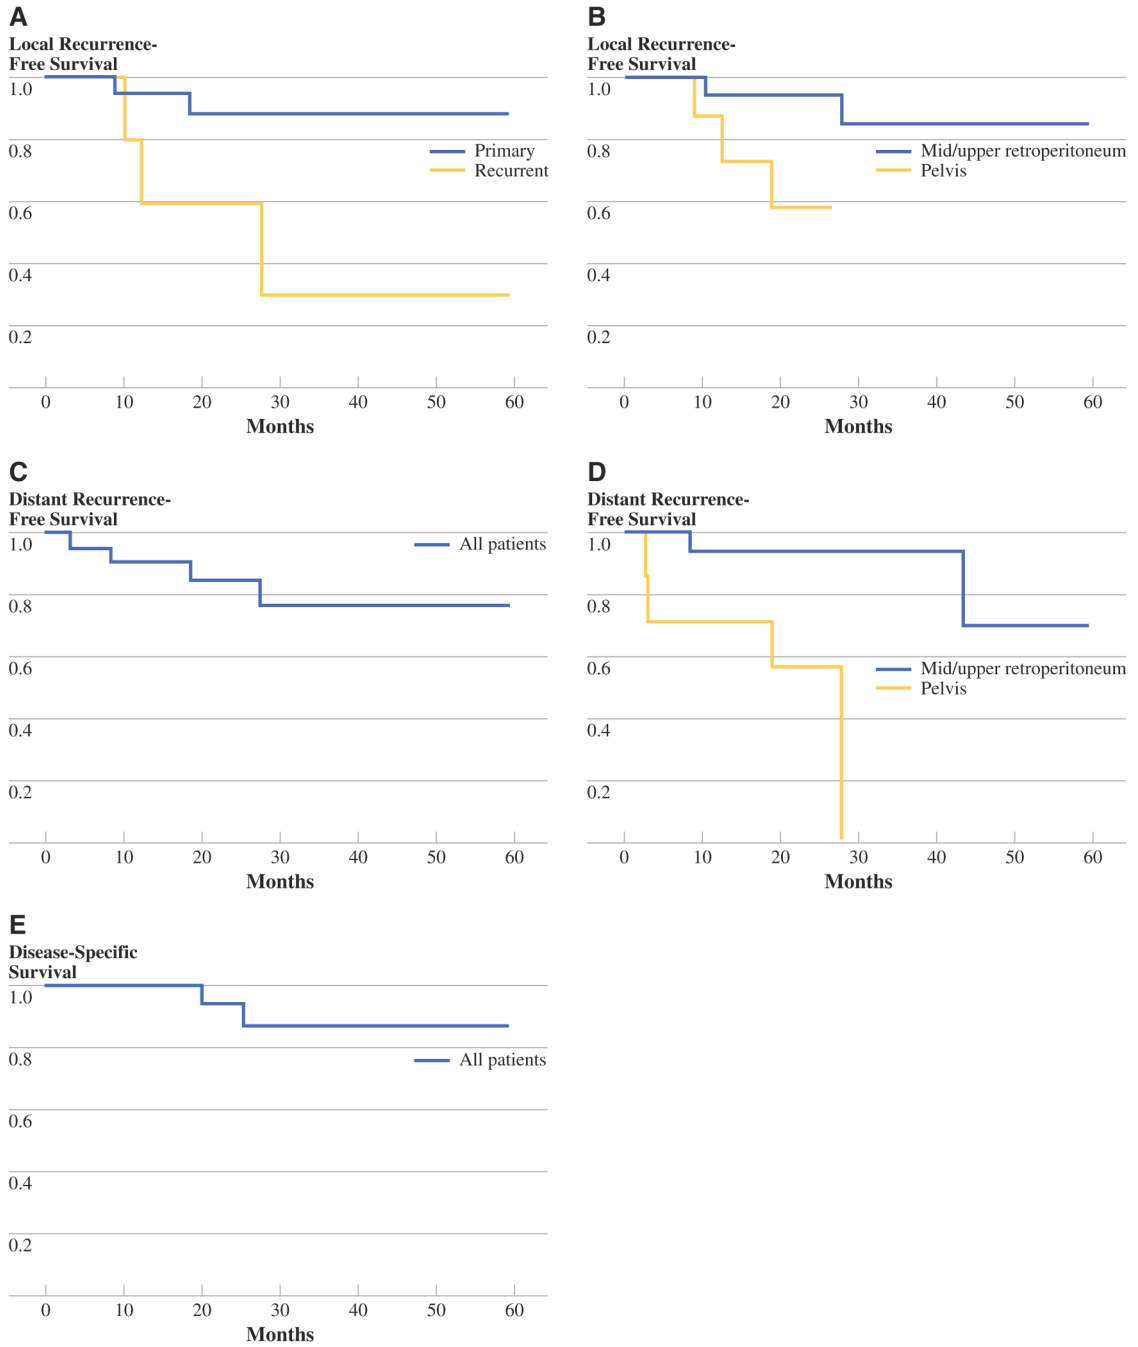 A
Local Recurrence-
Free Survival
1.0
0.8
Primary
Recurrent
0.6
0.4
0.2
0 10 20 30 40 50 60
Months
B
Local Recurrence-
Free Survival
1.0
0.8
Mid/upper retroperitoneum
Pelvis
0.6
0.4
0.2
0 10 20 30 40 50 60
Months
C
Distant Recurrence-
Free Survival
1.0
All patients
0.8
0.6
0.4
0.2
0 10 20 30 40 50 60
Months
D
Distant Recurrence-
Free Survival
1.0
0.8
0.6
Mid/upper retroperitoneum
Pelvis
0.4
0.2
0 10 20 30 40 50 60
Months
E
Disease-Specific
Survival
1.0
0.8
All patients
0.6
0.4
0.2
0 10 20 30 40 50 60
Months